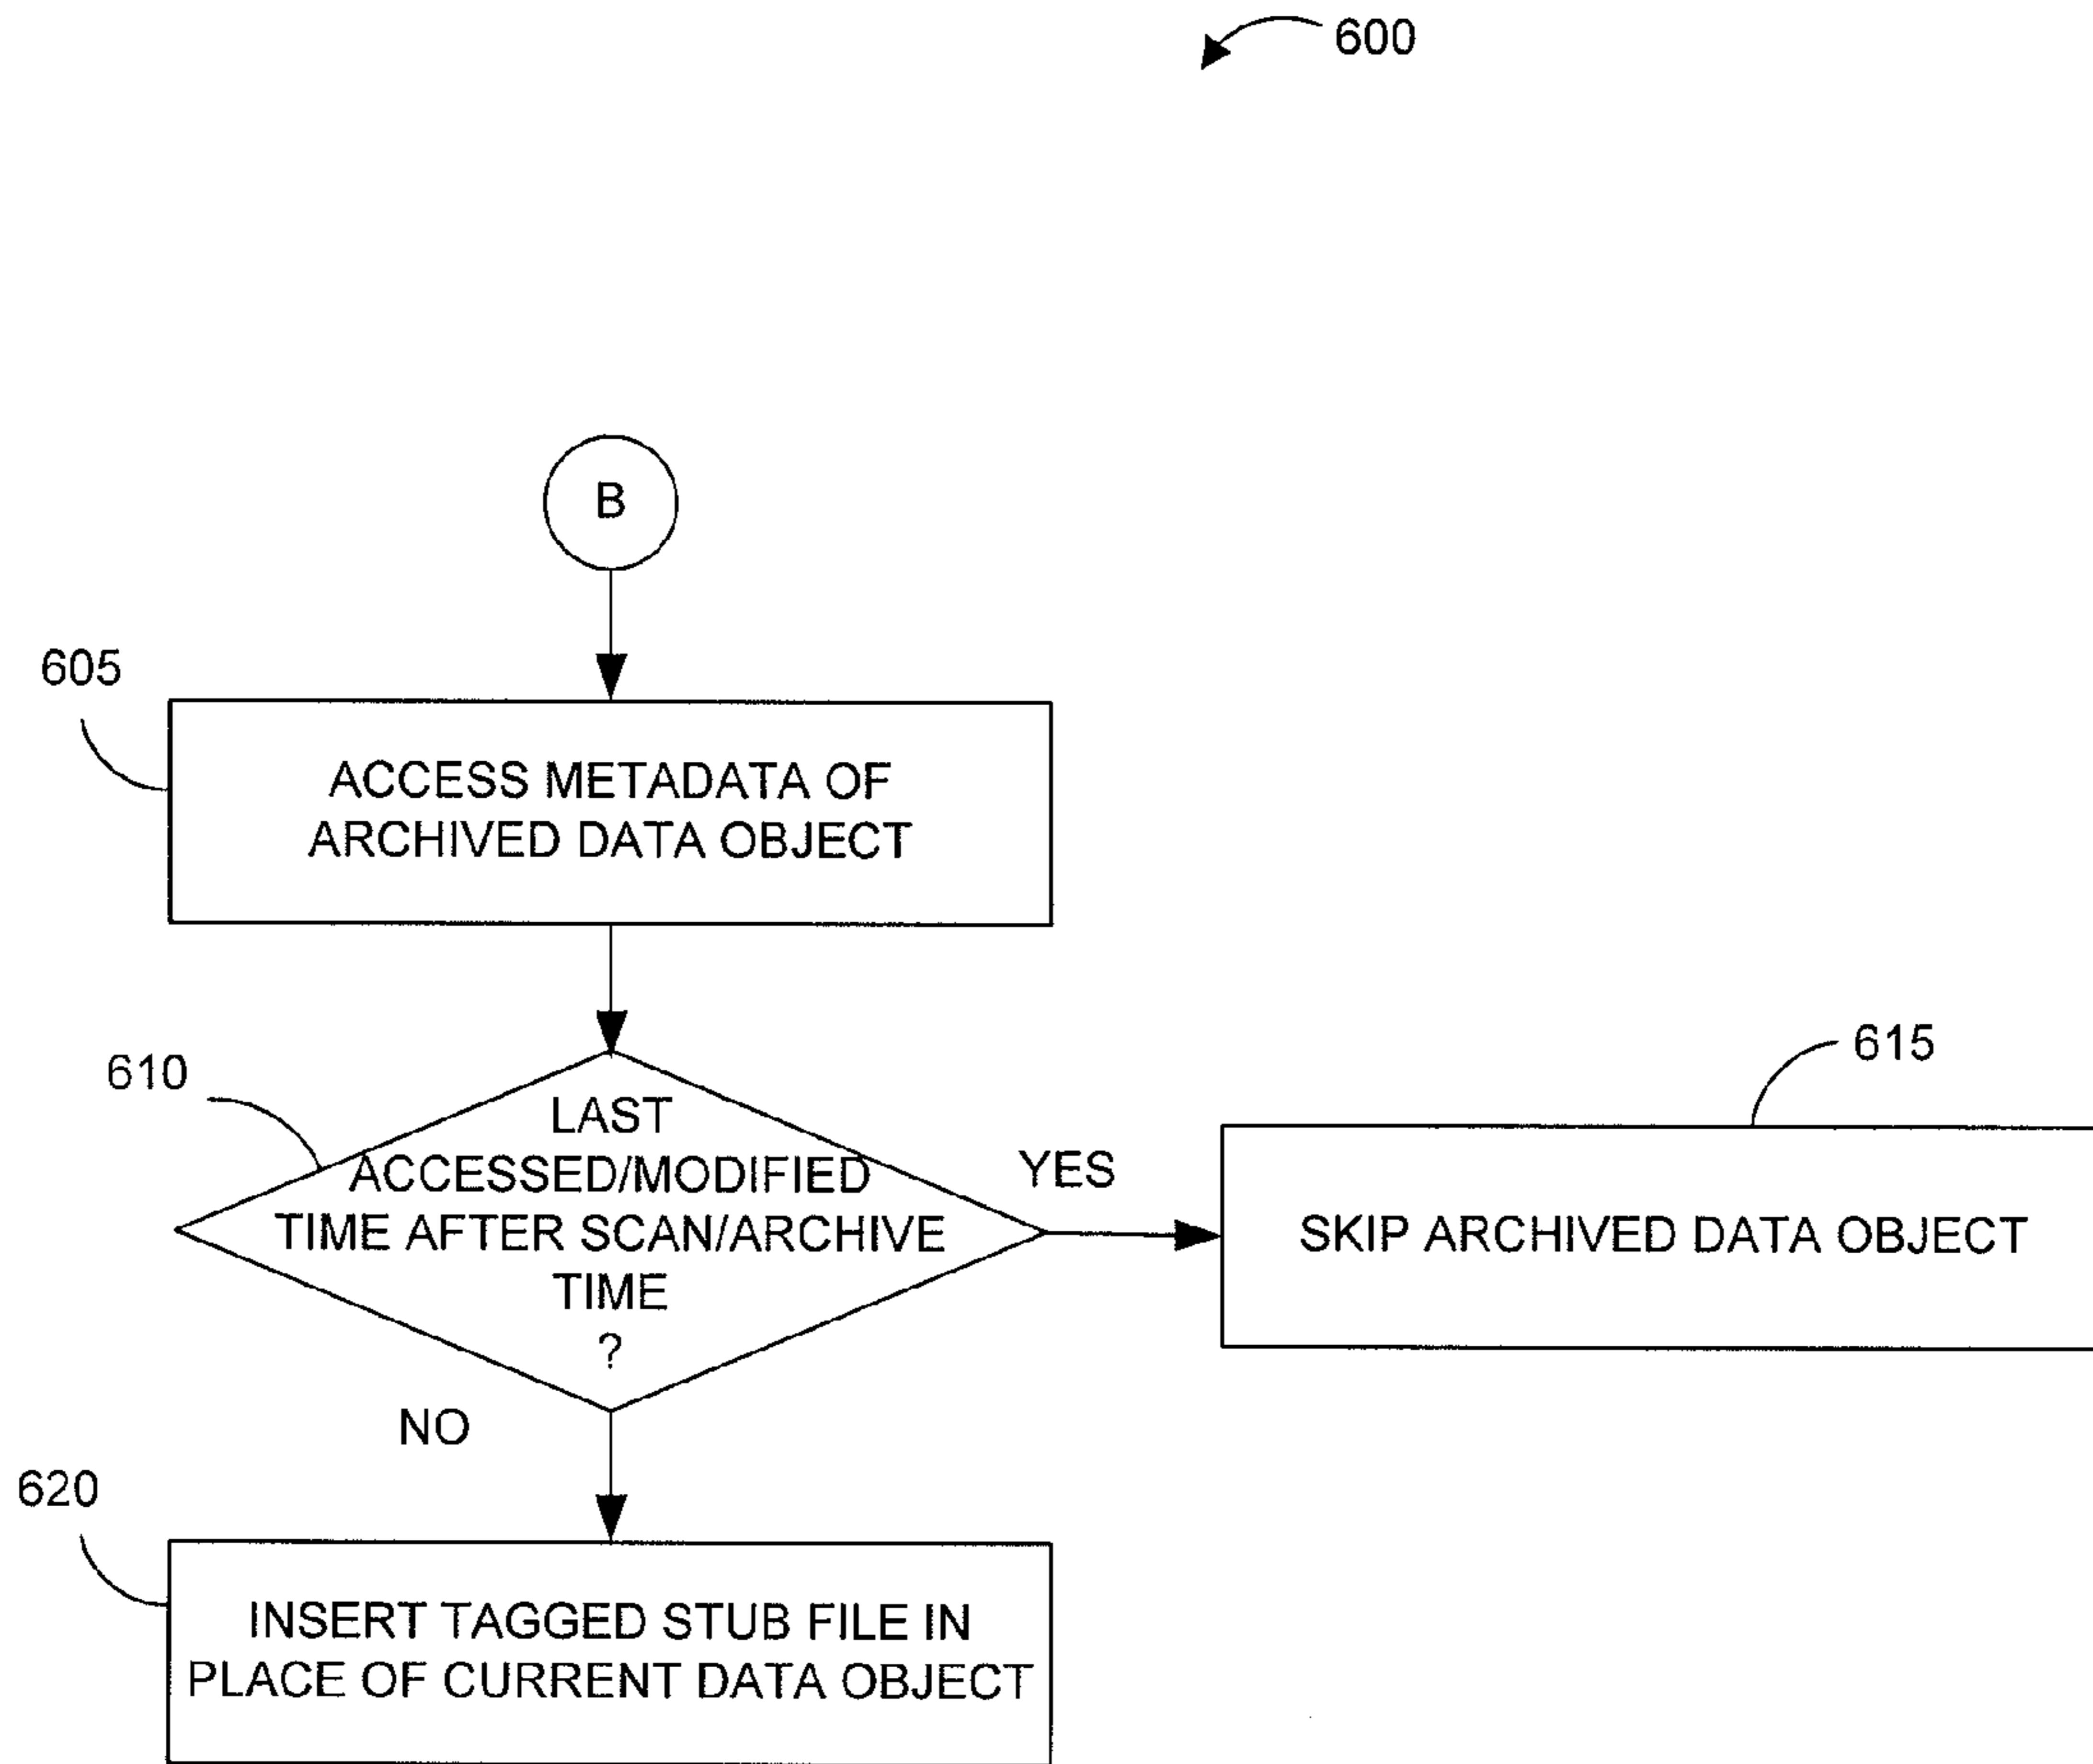 600
B
605
ACCESS METADATA OF
ARCHIVED DATA OBJECT
610
LAST
ACCESSED/MODIFIED
TIME AFTER SCAN/ARCHIVE
TIME
?
YES
615
SKIP ARCHIVED DATA OBJECT
NO
620
INSERT TAGGED STUB FILE IN
PLACE OF CURRENT DATA OBJECT